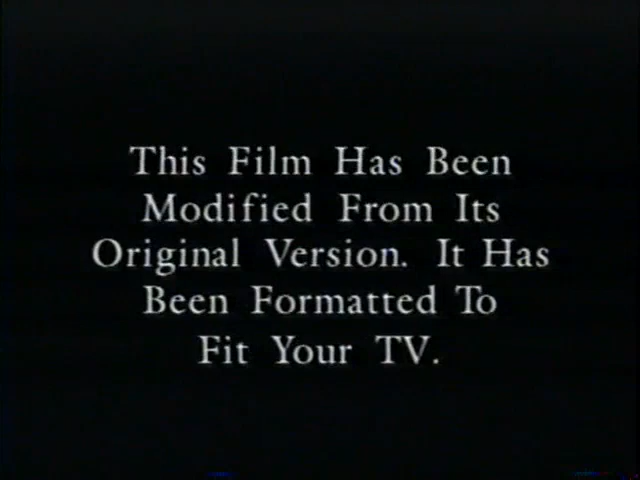 This Film Has Been
Modified From Its
Original Version. It Has
Been Formatted To
Fit Your TV.